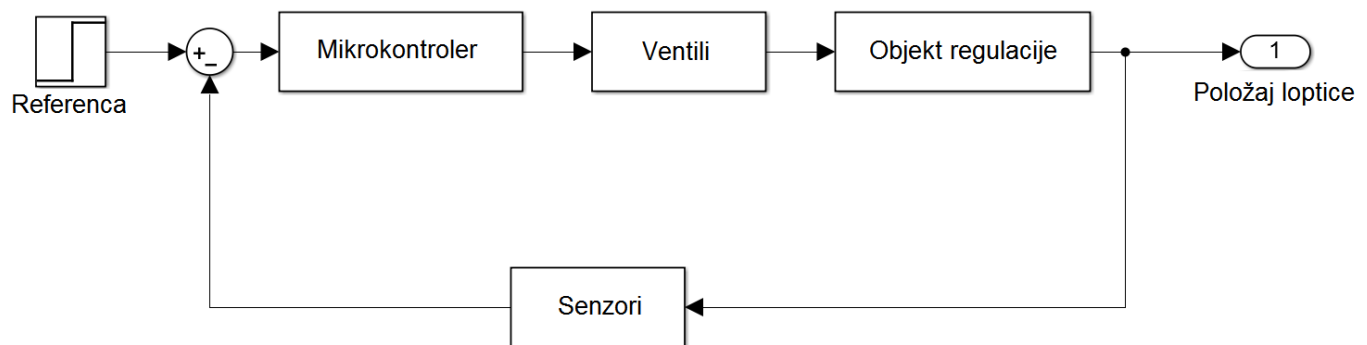 Referenca
+
−
Mikrokontroler
Ventili
Objekt regulacije
1
Položaj loptice
Senzori